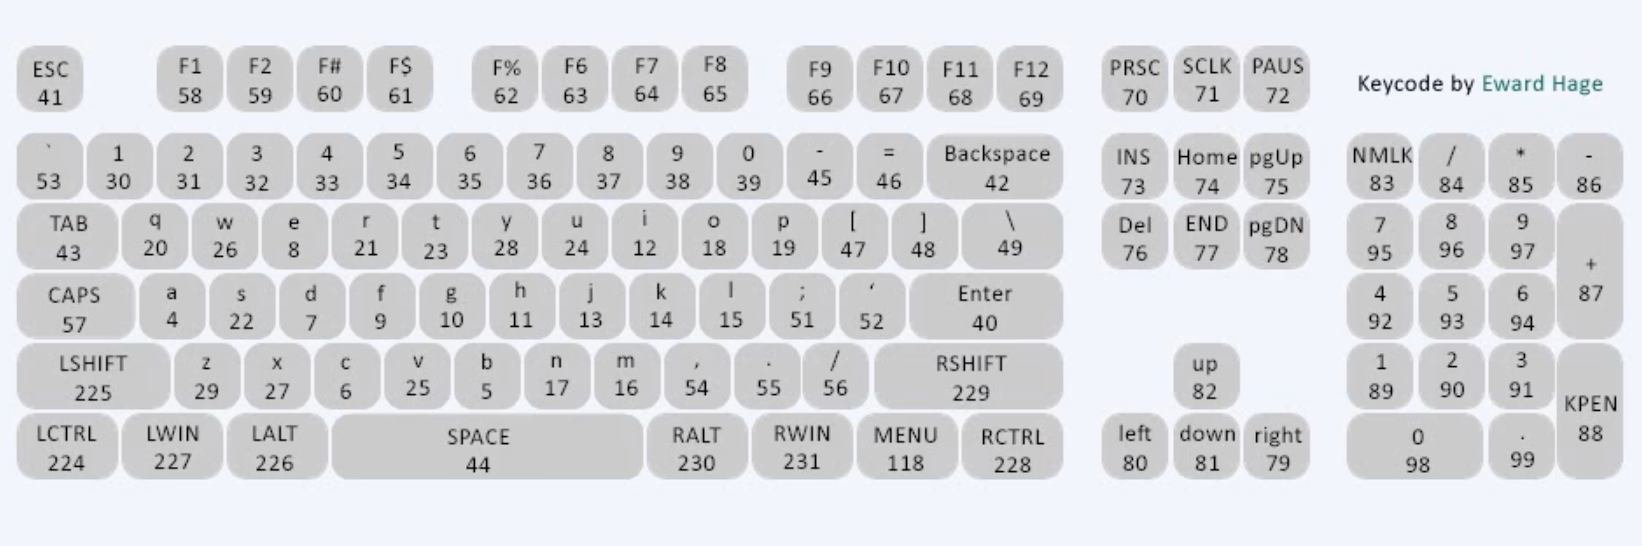 ESC F1 F2 F# F$ F% F6 F7 F8 F9 F10 F11 F12 PRSC SCLK PAUS
41 58 59 60 61 62 63 64 65 66 67 68 69 70 71 72
Keycode by Eward Hage
` 1 2 3 4 5 6 7 8 9 0 - = Backspace INS Home pgUp NMLK / * -
53 30 31 32 33 34 35 36 37 38 39 45 46 42 73 74 75 83 84 85 86
TAB q w e r t y u i o p [ ] \ Del END pgDN 7 8 9
43 20 26 8 21 23 28 24 12 18 19 47 48 49 76 77 78 95 96 97
+
87
CAPS a s d f g h j k l ; ‘ Enter 4 5 6
57 4 22 7 9 10 11 13 14 15 51 52 40 92 93 94
LSHIFT z x c v b n m , . / RSHIFT up 1 2 3
225 29 27 6 25 5 17 16 54 55 56 229 82 89 90 91
KPEN
88
LCTRL LWIN LALT SPACE RALT RWIN MENU RCTRL left down right 0 .
224 227 226 44 230 231 118 228 80 81 79 98 99